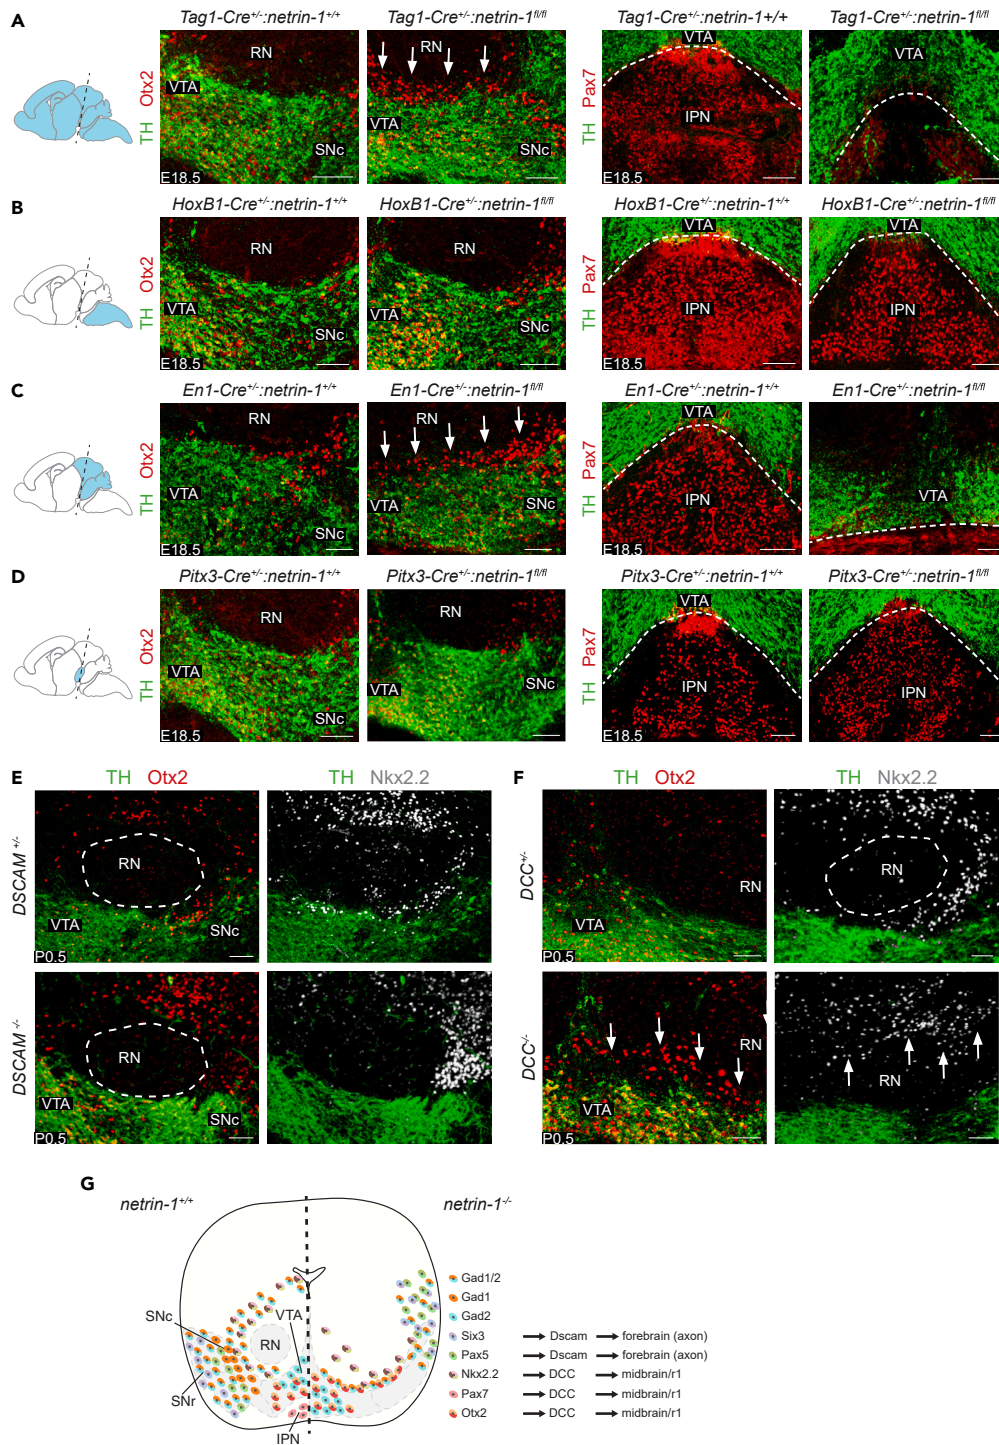 A
Tag1-Cre+/-:netrin-1+/+
Tag1-Cre+/-:netrin-1fl/fl
Tag1-Cre+/-:netrin-1+/+
Tag1-Cre+/-:netrin-1fl/fl
TH Otx2
RN
VTA
SNc
E18.5
RN
VTA
SNc
TH Pax7
VTA
IPN
VTA
B
HoxB1-Cre+/-:netrin-1+/+
HoxB1-Cre+/-:netrin-1fl/fl
HoxB1-Cre+/-:netrin-1+/+
HoxB1-Cre+/-:netrin-1fl/fl
TH Otx2
RN
VTA
SNc
E18.5
RN
VTA
SNc
TH Pax7
VTA
IPN
E18.5
VTA
IPN
C
En1-Cre+/-:netrin-1+/+
En1-Cre+/-:netrin-1fl/fl
En1-Cre+/-:netrin-1+/+
En1-Cre+/-:netrin-1fl/fl
TH Otx2
RN
VTA
SNc
E18.5
RN
VTA
SNc
TH Pax7
VTA
IPN
E18.5
VTA
D
Pitx3-Cre+/-:netrin-1+/+
Pitx3-Cre+/-:netrin-1fl/fl
Pitx3-Cre+/-:netrin-1+/+
Pitx3-Cre+/-:netrin-1fl/fl
TH Otx2
RN
VTA
SNc
E18.5
RN
VTA
SNc
TH Pax7
VTA
IPN
E18.5
VTA
IPN
E
TH Otx2
TH Nkx2.2
DSCAM +/-
RN
VTA
SNc
P0.5
DSCAM -/-
RN
VTA
SNc
P0.5
F
TH Otx2
TH Nkx2.2
DCC+/-
RN
VTA
P0.5
RN
DCC-/-
RN
VTA
P0.5
RN
G
netrin-1+/+
netrin-1-/-
SNc
VTA
RN
SNr
IPN
Gad1/2
Gad1
Gad2
Six3 → Dscam → forebrain (axon)
Pax5 → Dscam → forebrain (axon)
Nkx2.2 → DCC → midbrain/r1
Pax7 → DCC → midbrain/r1
Otx2 → DCC → midbrain/r1